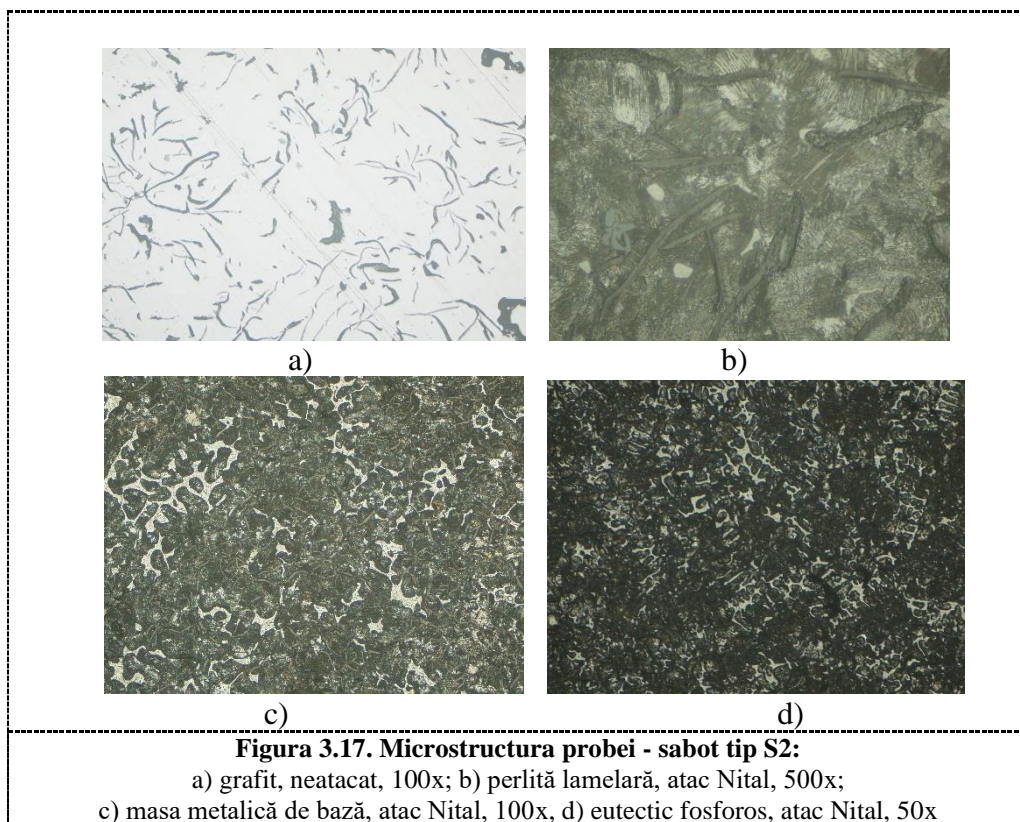 a)
b)
c)
d)
Figura 3.17. Microstructura probei - sabot tip S2:
a) grafit, neatacat, 100x; b) perlită lamelară, atac Nital, 500x;
c) masa metalică de bază, atac Nital, 100x, d) eutectic fosforos, atac Nital, 50x